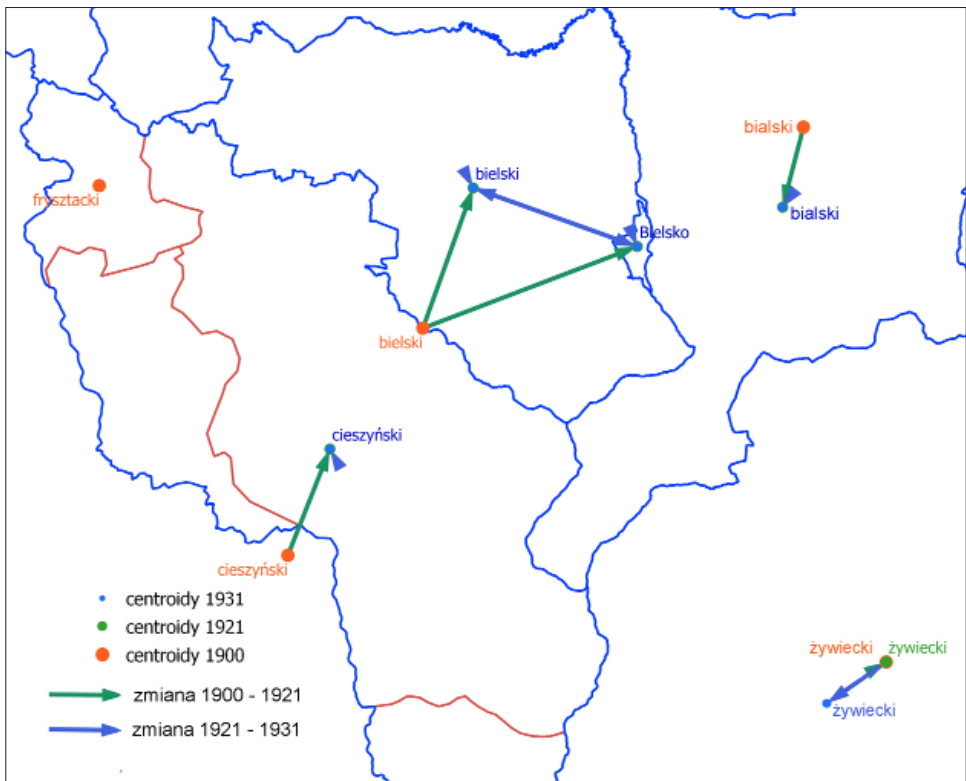 bialski
bielski
frysztacki
bialski
Bielsko
bielski
cieszyński
cieszyński
centroidy 1931
centroidy 1921
centroidy 1900
żywiecki żywiecki
zmiana 1900 - 1921
żywiecki
zmiana 1921 - 1931